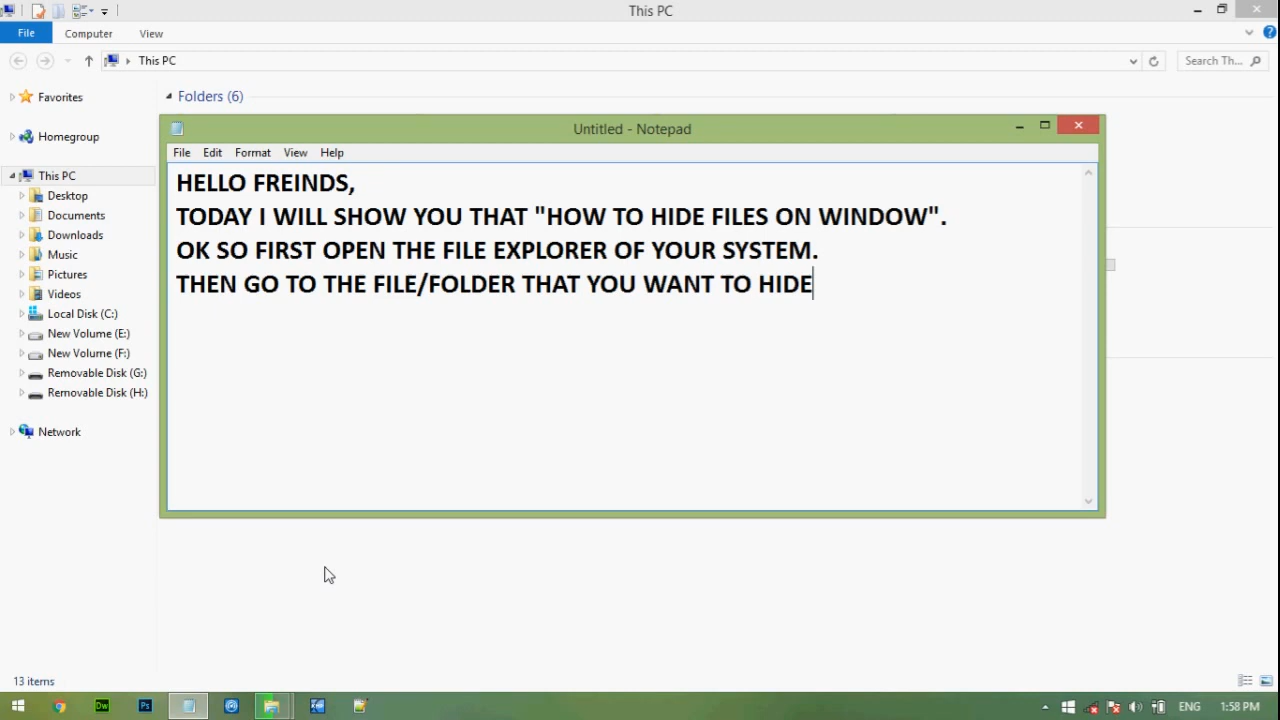 This PC
File
Computer
View
This PC
Search Th...
Favorites
Homegroup
This PC
Desktop
Documents
Downloads
Music
Pictures
Videos
Local Disk (C:)
New Volume (E:)
New Volume (F:)
Removable Disk (G:)
Removable Disk (H:)
Network
Folders (6)
Untitled - Notepad
File Edit Format View Help
HELLO FREINDS,
TODAY I WILL SHOW YOU THAT "HOW TO HIDE FILES ON WINDOW".
OK SO FIRST OPEN THE FILE EXPLORER OF YOUR SYSTEM.
THEN GO TO THE FILE/FOLDER THAT YOU WANT TO HIDE
13 items
Dw
Ps
ENG
1:58 PM